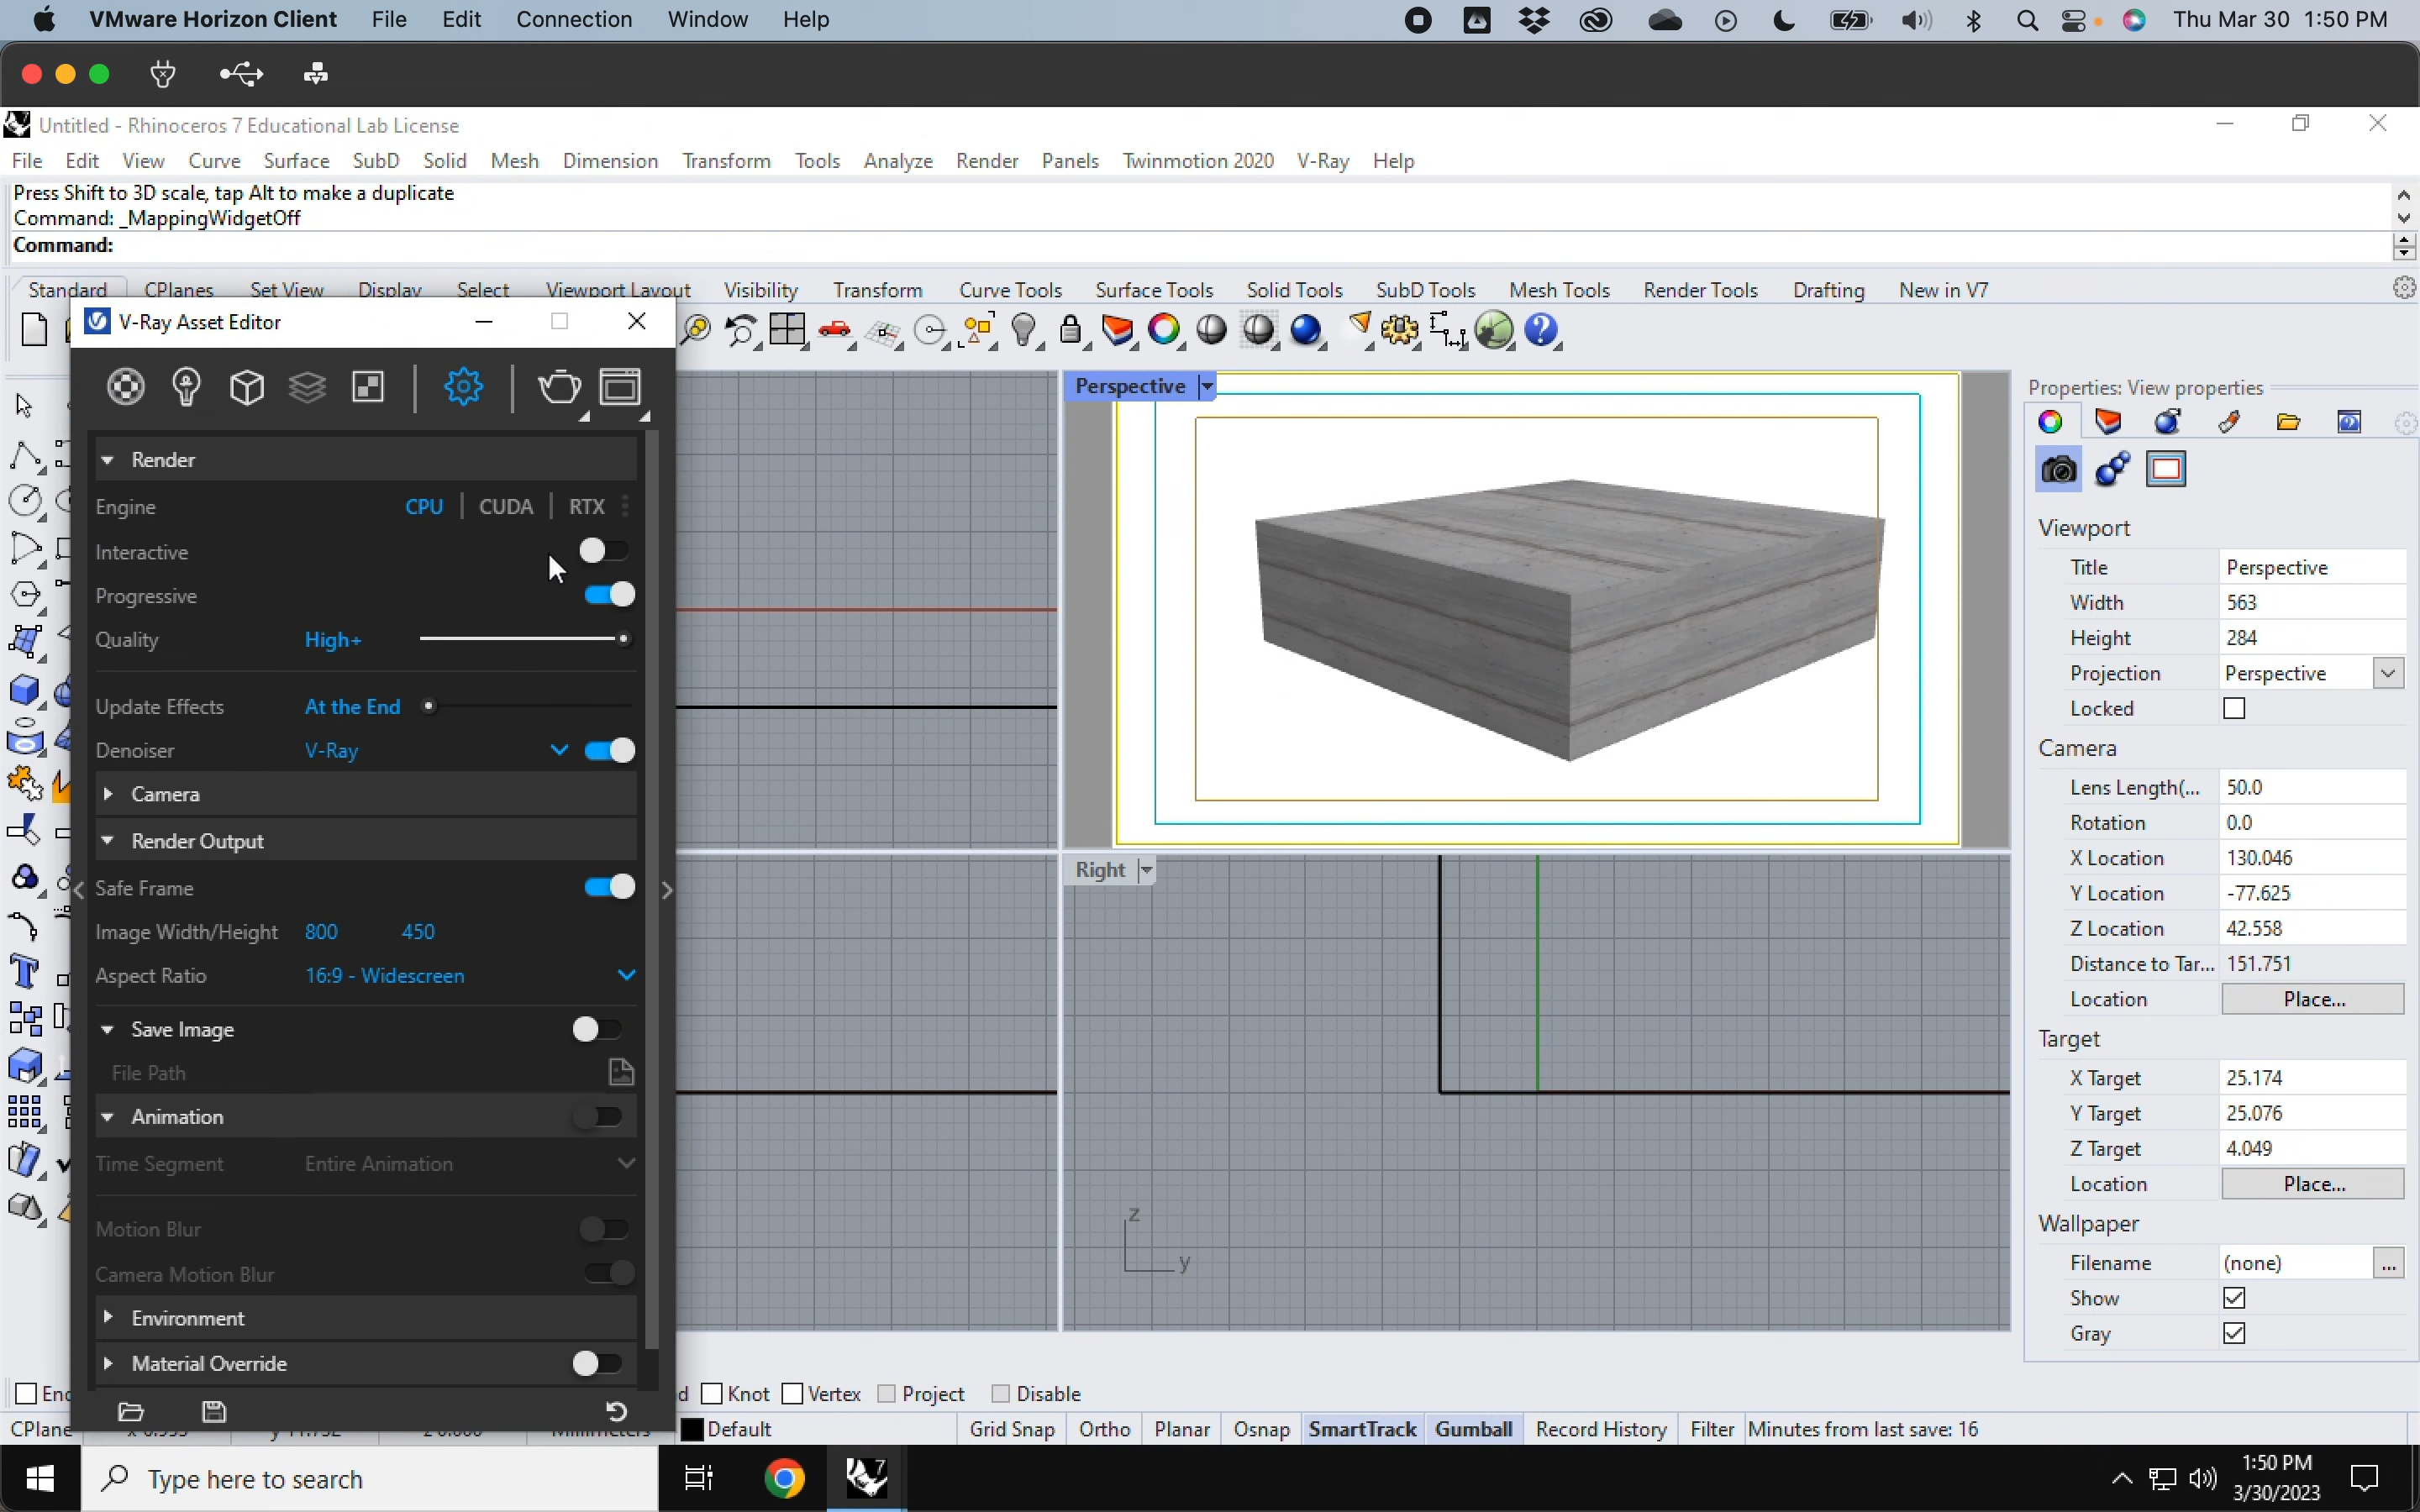 VMware Horizon Client File Edit Connection Window Help Thu Mar 30 1:50 PM
Untitled - Rhinoceros 7 Educational Lab License
File Edit View Curve Surface SubD Solid Mesh Dimension Transform Tools Analyze Render Panels Twinmotion 2020 V-Ray Help
Press Shift to 3D scale, tap Alt to make a duplicate
Command: _MappingWidgetOff
Command:
Standard CPlanes Set View Display Select Viewport Layout Visibility Transform Curve Tools Surface Tools Solid Tools SubD Tools Mesh Tools Render Tools Drafting New in V7
V-Ray Asset Editor
Render
Engine CPU CUDA RTX
Interactive
Progressive
Quality High+
Update Effects At the End
Denoiser V-Ray
Camera
Render Output
Safe Frame
Image Width/Height 800 450
Aspect Ratio 16:9 - Widescreen
Save Image
File Path
Animation
Time Segment Entire Animation
Motion Blur
Camera Motion Blur
Environment
Material Override
Perspective
Right
z
y
Properties: View properties
Viewport
Title Perspective
Width 563
Height 284
Projection Perspective
Locked
Camera
Lens Length(... 50.0
Rotation 0.0
X Location 130.046
Y Location -77.625
Z Location 42.558
Distance to Tar... 151.751
Location Place...
Target
X Target 25.174
Y Target 25.076
Z Target 4.049
Location Place...
Wallpaper
Filename (none) ...
Show
Gray
Knot Vertex Project Disable
CPlane Default Grid Snap Ortho Planar Osnap SmartTrack Gumball Record History Filter Minutes from last save: 16
Type here to search
7
1:50 PM
3/30/2023